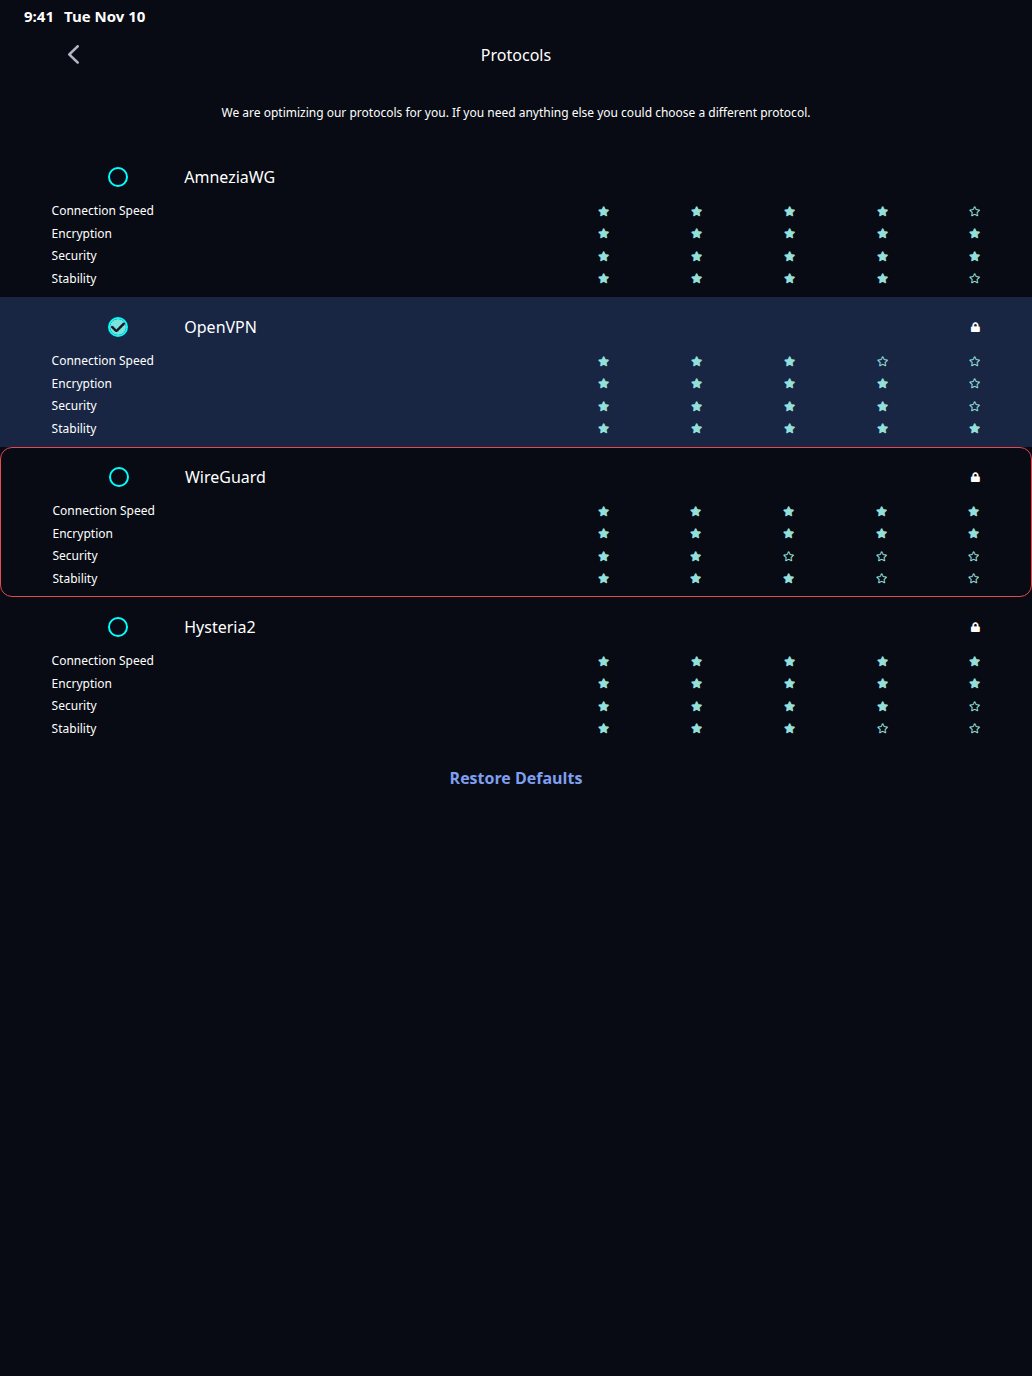 9:41 Tue Nov 10
Protocols
We are optimizing our protocols for you. If you need anything else you could choose a different protocol.
AmneziaWG
Connection Speed
Encryption
Security
Stability
OpenVPN
Connection Speed
Encryption
Security
Stability
WireGuard
Connection Speed
Encryption
Security
Stability
Hysteria2
Connection Speed
Encryption
Security
Stability
Restore Defaults